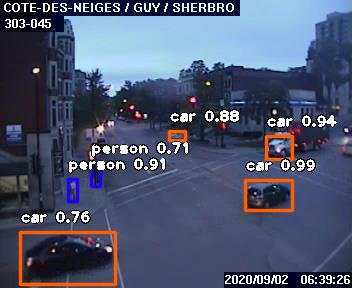 COTE-DES-NEIGES / GUY / SHERBRO
303-045
car 0.88
car 0.94
person 0.71
person 0.91
car 0.99
car 0.76
2020/09/02 06:39:26